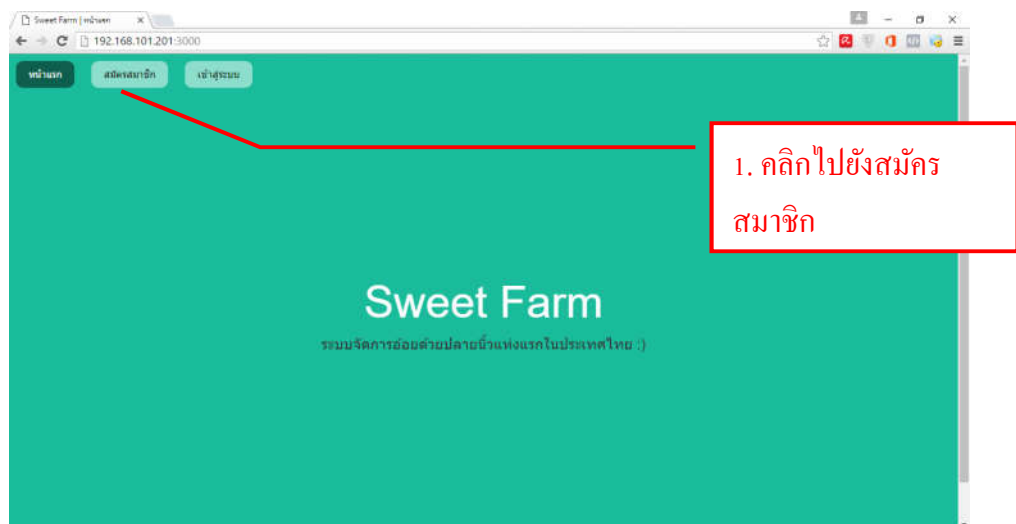 Sweet Farm | หน้าแรก
192.168.101.201:3000
หน้าแรก
สมัครสมาชิก
เข้าสู่ระบบ
1. คลิกไปยังสมัคร
สมาชิก
Sweet Farm
ระบบจัดการอ้อยด้วยปลายนิ้วแห่งแรกในประเทศไทย :)